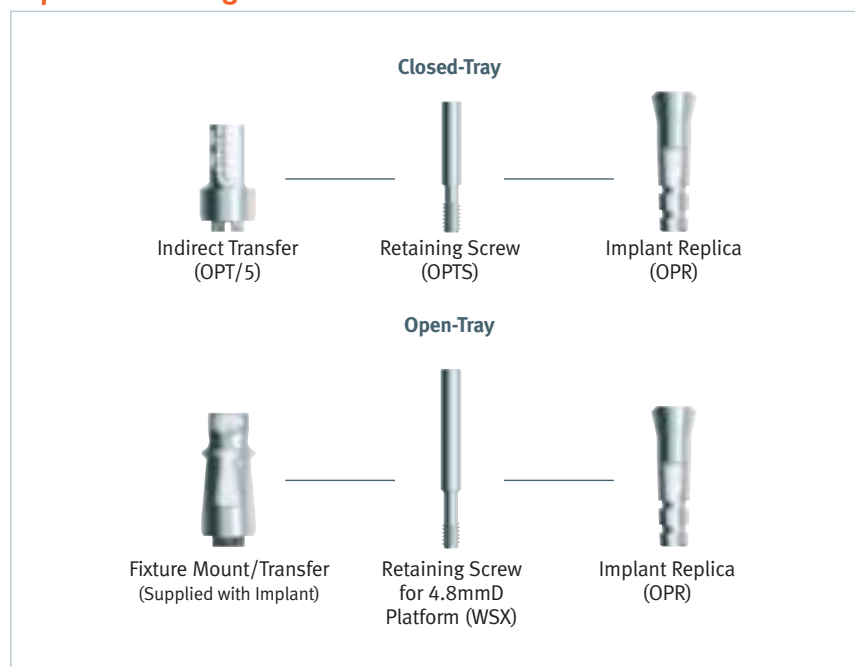 Closed-Tray
Indirect Transfer
(OPT/5)
Retaining Screw
(OPTS)
Implant Replica
(OPR)
Open-Tray
Fixture Mount/Transfer
(Supplied with Implant)
Retaining Screw
for 4.8mmD
Platform (WSX)
Implant Replica
(OPR)